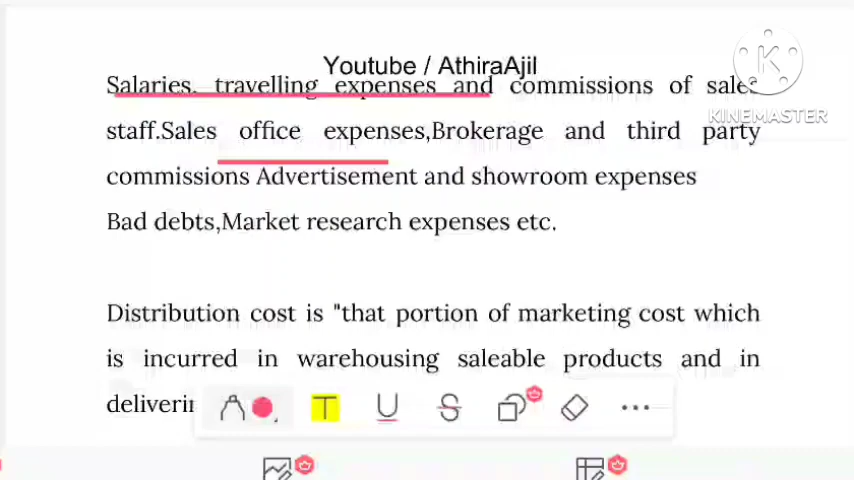 Youtube / AthiraAjil
KINEMASTER
Salaries, travelling expenses and commissions of sales
staff.Sales office expenses,Brokerage and third party
commissions Advertisement and showroom expenses
Bad debts,Market research expenses etc.
Distribution cost is "that portion of marketing cost which
is incurred in warehousing saleable products and in